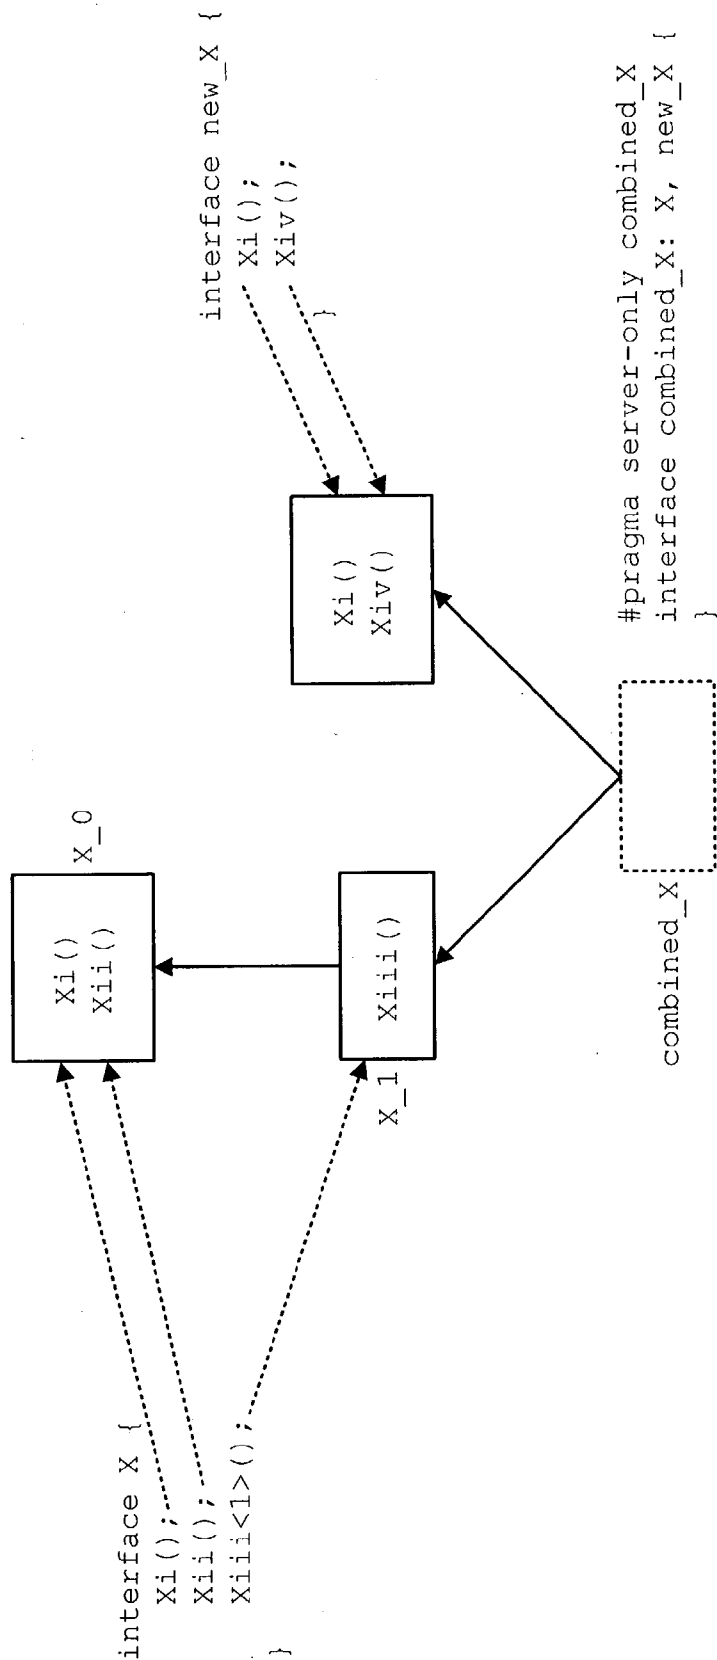 interface X {
Xi();
Xii();
Xiii<1>();
}
Xi()
Xii()
X_0
Xiii()
X_1
interface new_X {
Xi();
Xiv();
}
Xi()
Xiv()
combined_X
#pragma server-only combined_X
interface combined_X: X, new_X {
}